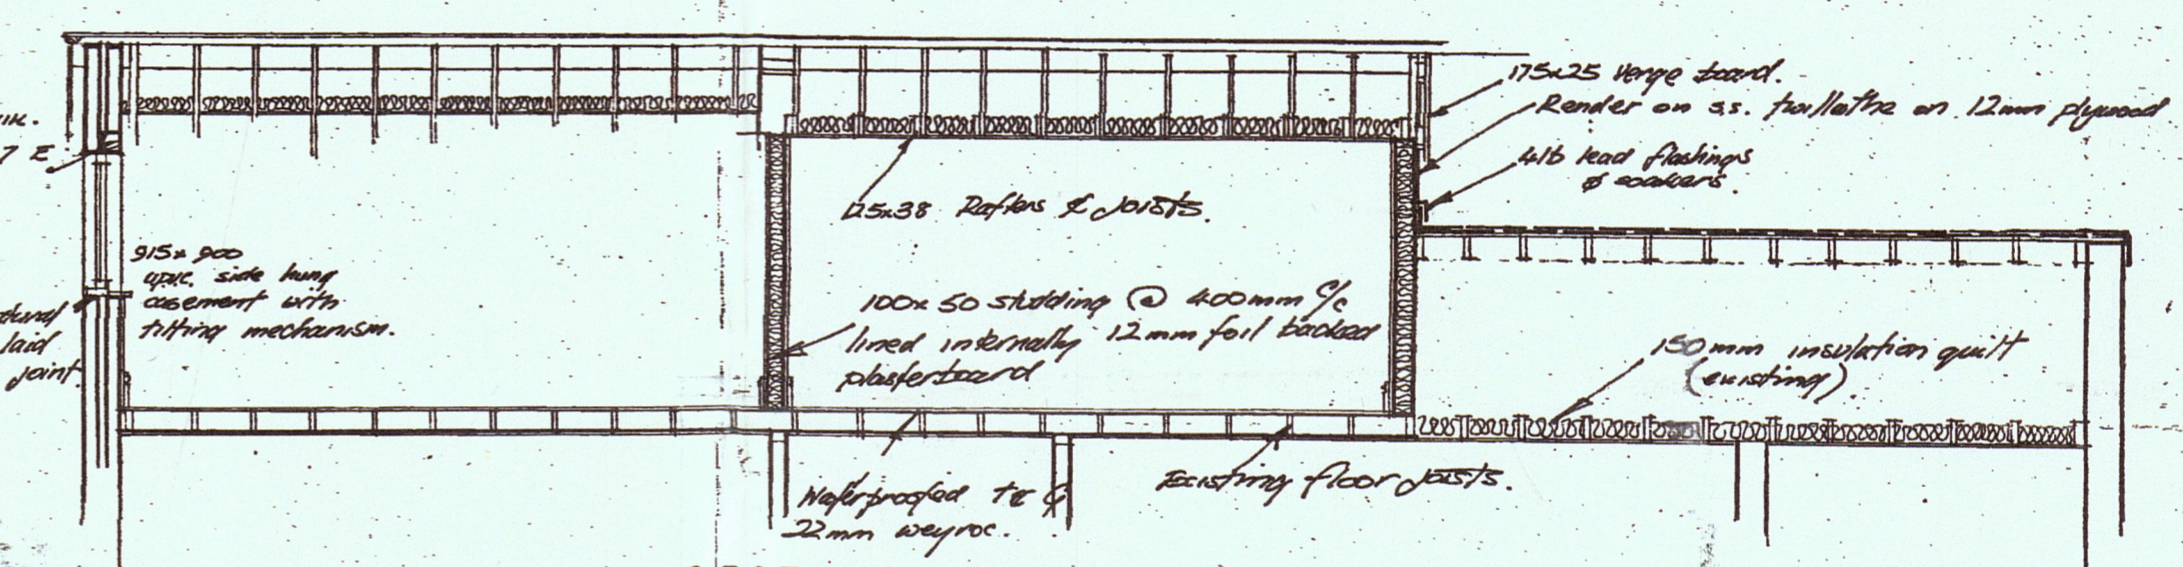 175x25 Verge board.
Render on s.s. on 12mm plywood
4lb lead flashings
& soakers.
7 E
125x38 Rafters & Joists.
915x900
upvc. side hung
casement with
tilting mechanism.
laid
joint.
100x50 studding @ 400mm c/c
lined internally 12mm foil backed
plasterboard
150mm insulation quilt
(existing)
Waterproofed T & G
22mm weyroc.
Existing floor joists.